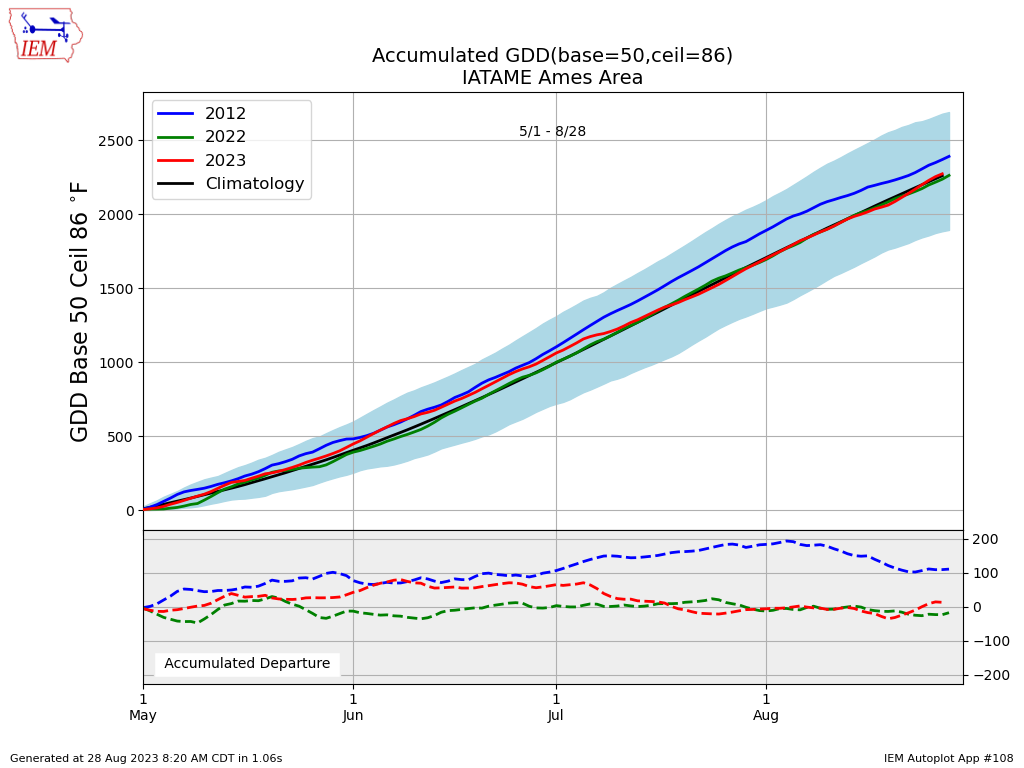 IEM
Accumulated GDD(base=50,ceil=86)
IATAME Ames Area
2012
2022
2023
Climatology
5/1 - 8/28
GDD Base 50 Ceil 86 °F
2500
2000
1500
1000
500
0
200
100
0
−100
−200
Accumulated Departure
1
May
1
Jun
1
Jul
1
Aug
Generated at 28 Aug 2023 8:20 AM CDT in 1.06s
IEM Autoplot App #108